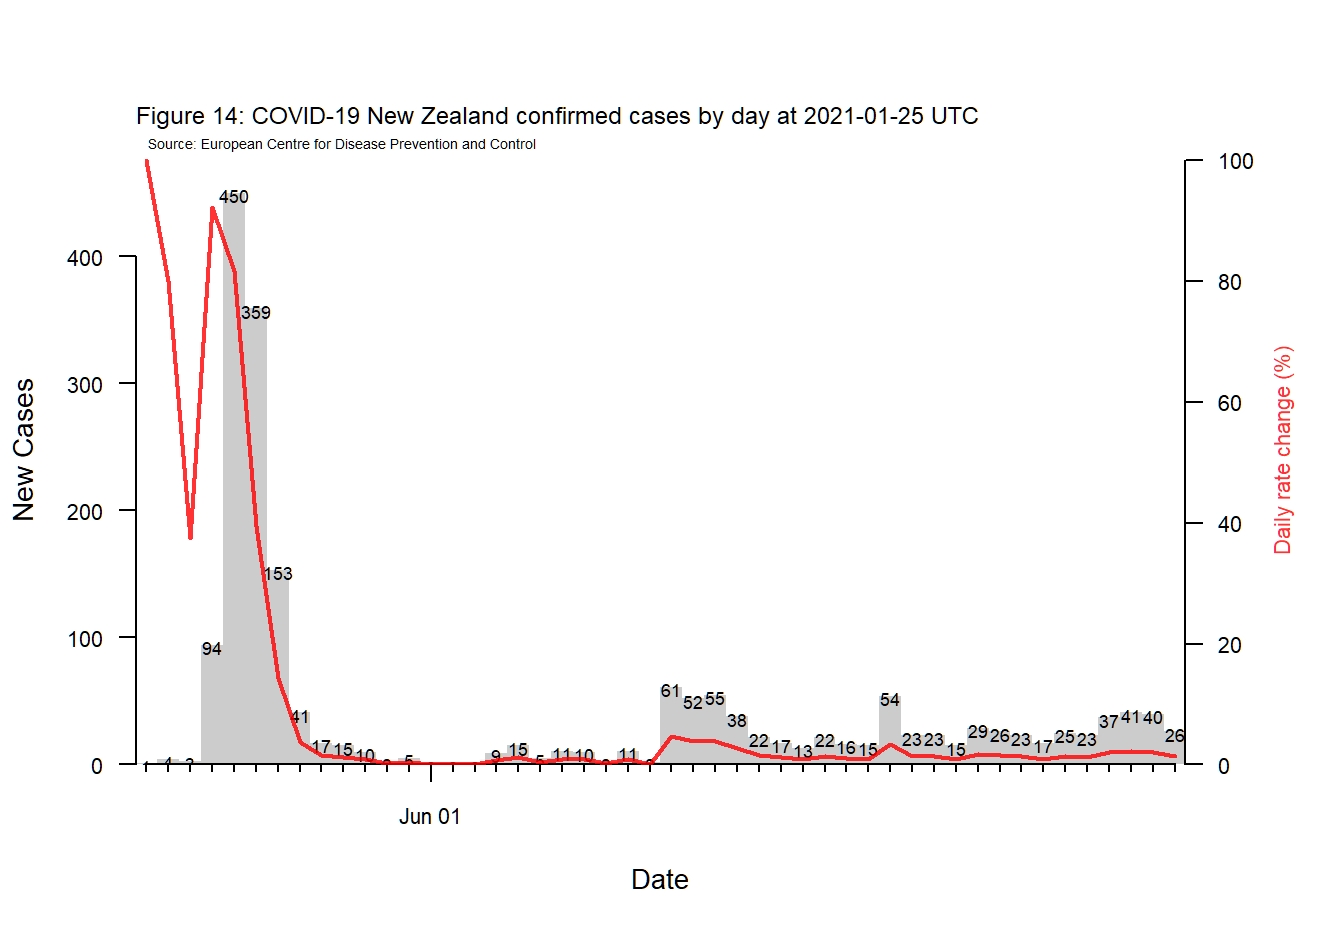 Figure 14: COVID-19 New Zealand confirmed cases by day at 2021-01-25 UTC
Source: European Centre for Disease Prevention and Control
New Cases
400
300
200
100
0
100
80
60
40
20
0
Daily rate change (%)
4 94 450 359 153 41 17 15 10 5 9 15 11 10 11 61 52 55 38 22 17 13 22 16 15 54 23 23 15 29 26 23 17 25 23 37 41 40 26
Jun 01
Date